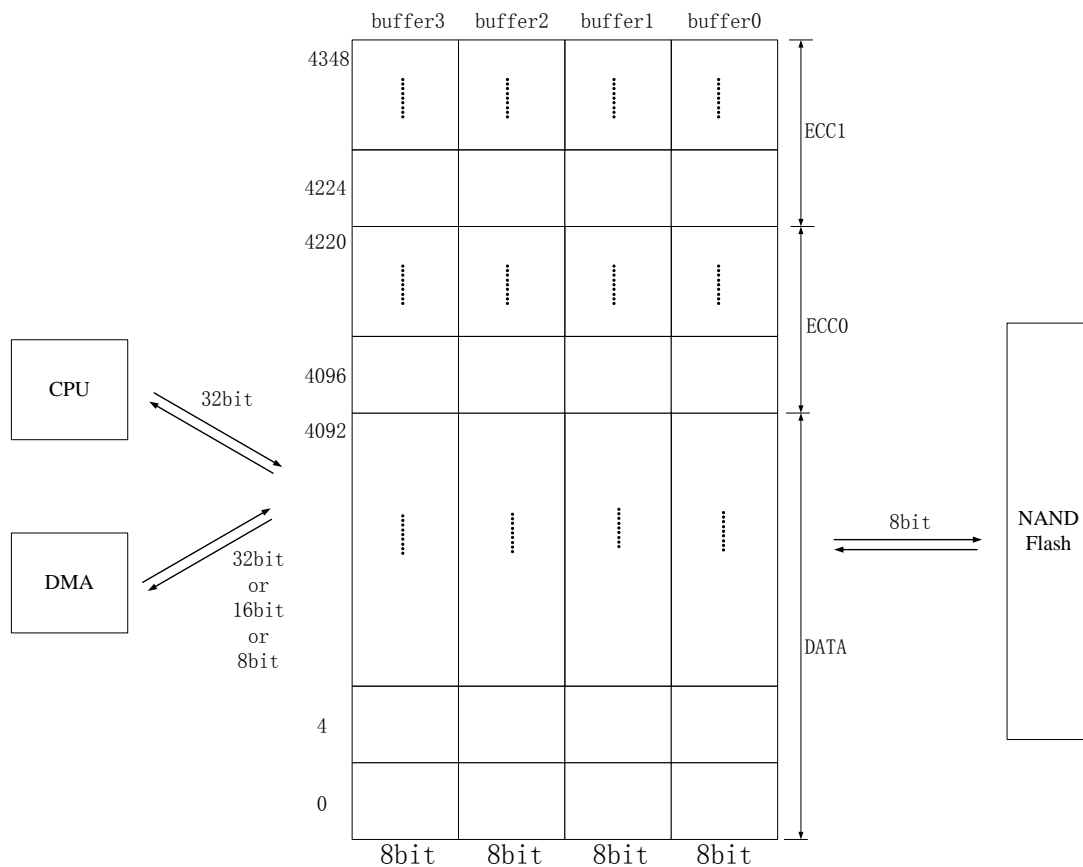 buffer3 buffer2 buffer1 buffer0
4348
ECC1
4224
4220
ECC0
4096
4092
CPU
32bit
DMA
32bit
or
16bit
or
8bit
8bit
NAND
Flash
DATA
4
0
8bit 8bit 8bit 8bit